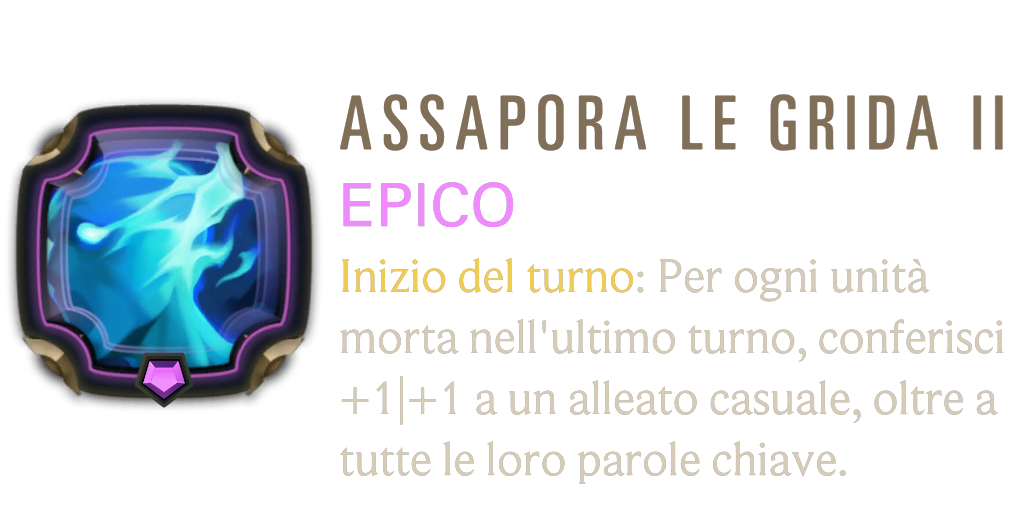 ASSAPORA LE GRIDA II
EPICO
Inizio del turno: Per ogni unità
morta nell'ultimo turno, conferisci
+1|+1 a un alleato casuale, oltre a
tutte le loro parole chiave.